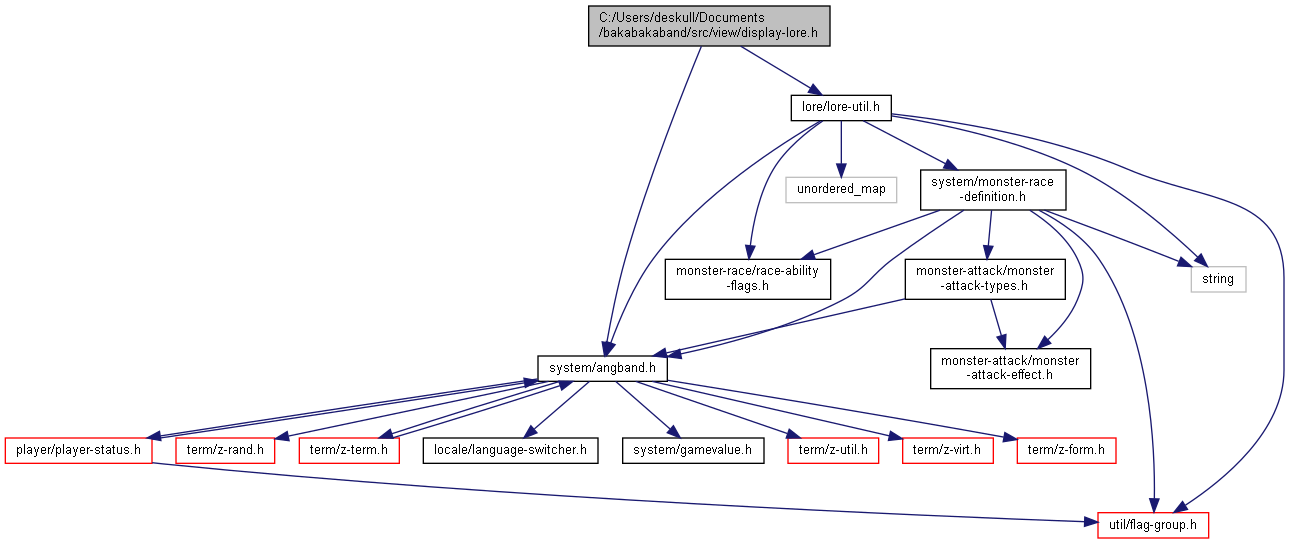 C:/Users/deskull/Documents
/bakabakaband/src/view/display-lore.h
lore/lore-util.h
unordered_map
system/monster-race
-definition.h
monster-race/race-ability
-flags.h
monster-attack/monster
-attack-types.h
string
system/angband.h
monster-attack/monster
-attack-effect.h
player/player-status.h
term/z-rand.h
term/z-term.h
locale/language-switcher.h
system/gamevalue.h
term/z-util.h
term/z-virt.h
term/z-form.h
util/flag-group.h